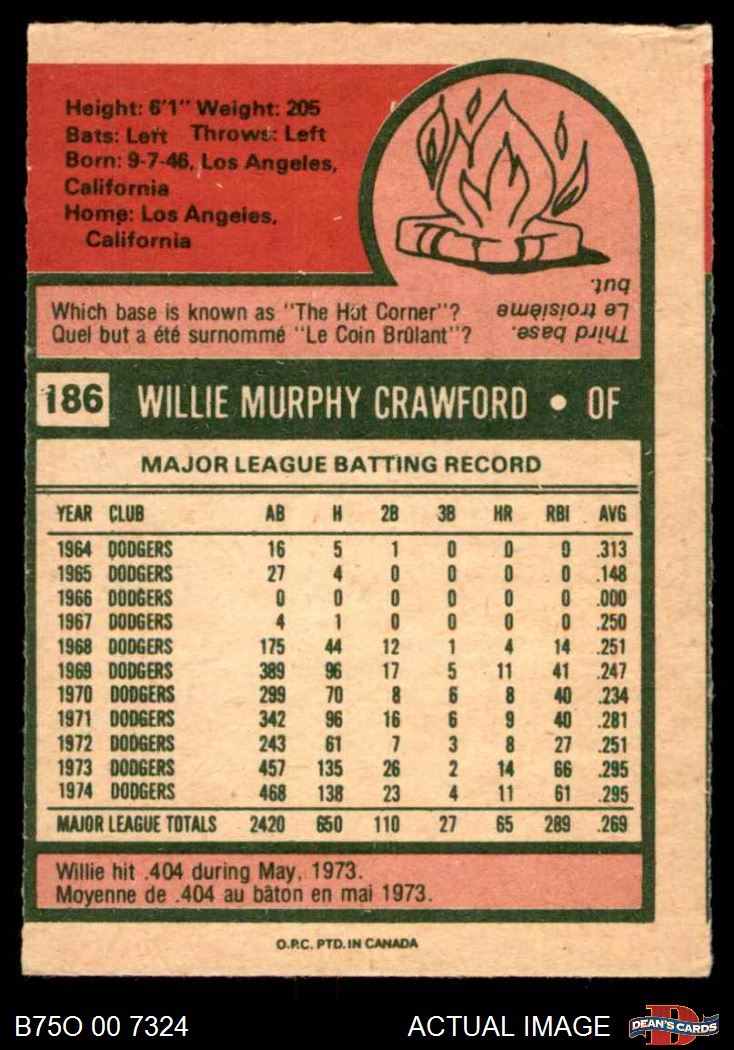 Height: 6'1" Weight: 205
Bats: Left Throws: Left
Born: 9-7-46, Los Angeles,
California
Home: Los Angeles,
California
Which base is known as "The Hot Corner"?
Quel but a été surnommé "Le Coin Brûlant"?
Third base.
Le troisième
but.
186 WILLIE MURPHY CRAWFORD • OF
MAJOR LEAGUE BATTING RECORD
YEAR CLUB AB H 2B 3B HR RBI AVG
1964 DODGERS 16 5 1 0 0 0 .313
1965 DODGERS 27 4 0 0 0 0 .148
1966 DODGERS 0 0 0 0 0 0 .000
1967 DODGERS 4 1 0 0 0 0 .250
1968 DODGERS 175 44 12 1 4 14 .251
1969 DODGERS 389 96 17 5 11 41 .247
1970 DODGERS 299 70 8 6 8 40 .234
1971 DODGERS 342 96 16 6 9 40 .281
1972 DODGERS 243 61 7 3 8 27 .251
1973 DODGERS 457 135 26 2 14 66 .295
1974 DODGERS 468 138 23 4 11 61 .295
MAJOR LEAGUE TOTALS 2420 650 110 27 65 289 .269
Willie hit .404 during May, 1973.
Moyenne de .404 au bâton en mai 1973.
O.P.C. PTD. IN CANADA
B75O 00 7324 ACTUAL IMAGE DEAN'S CARDS